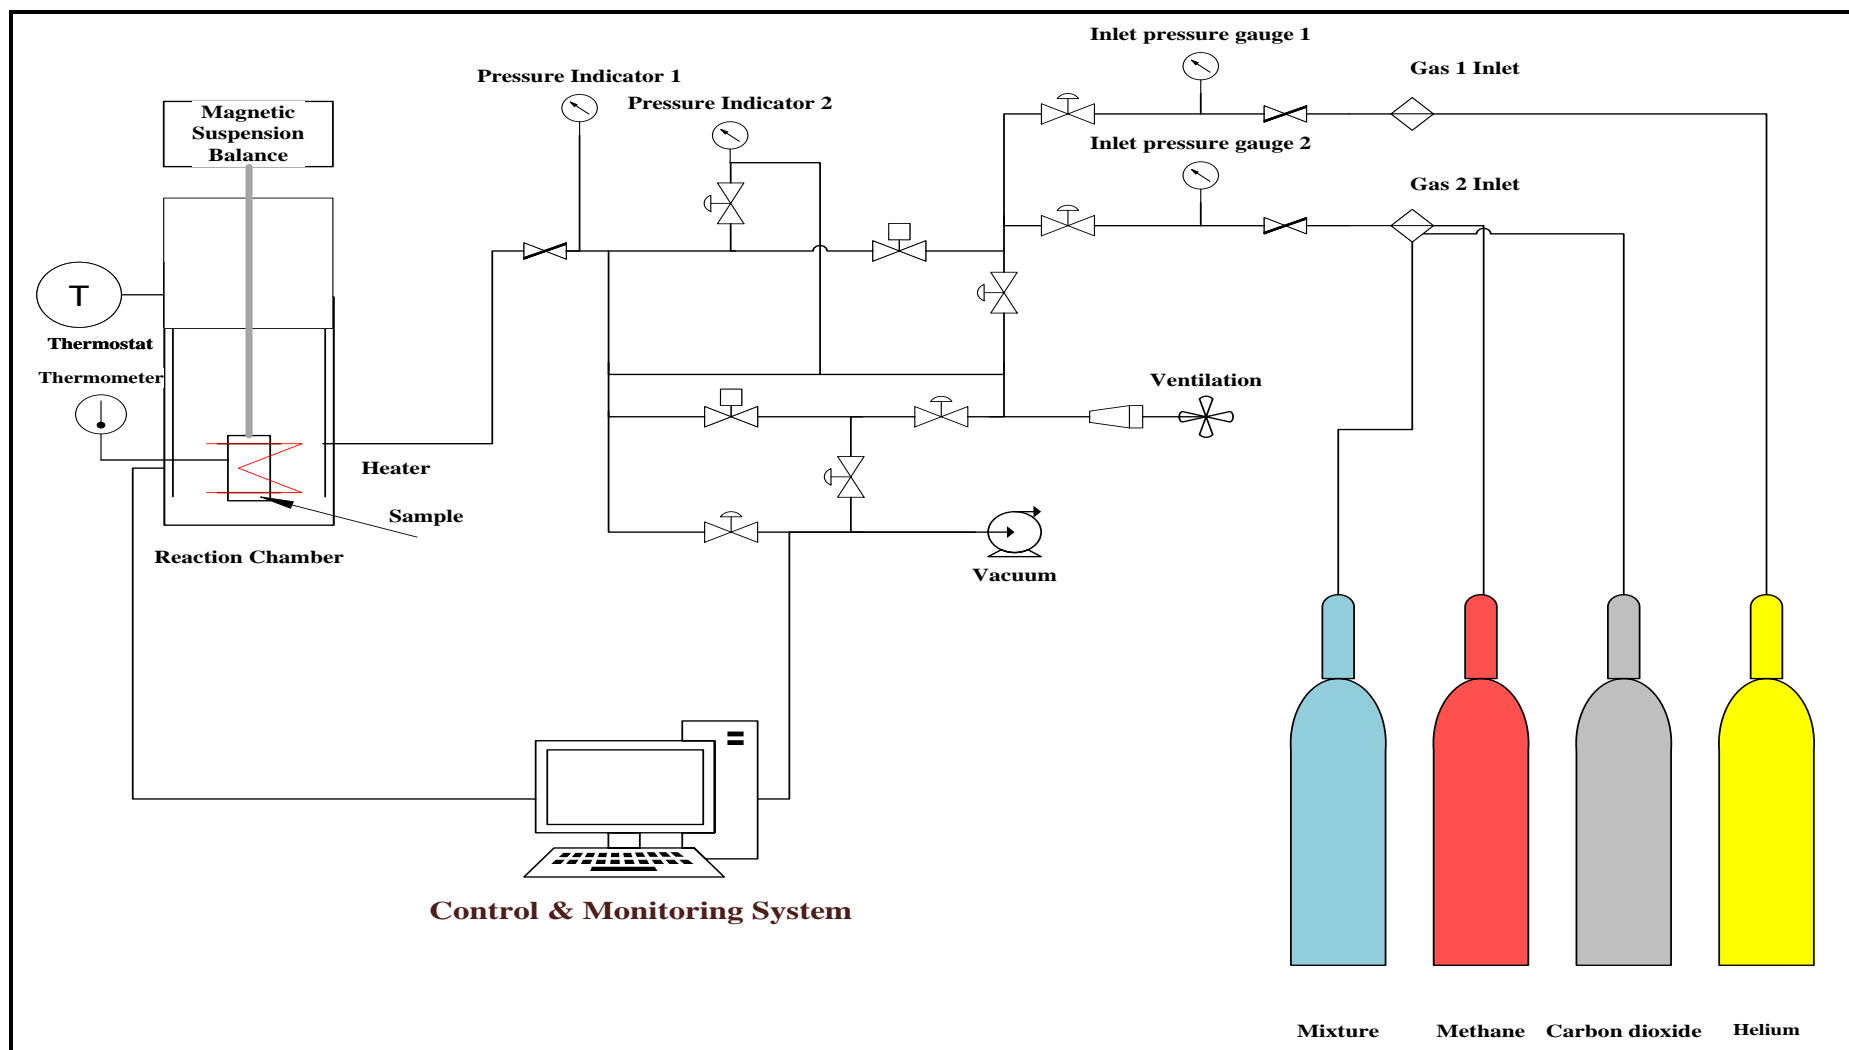 Inlet pressure gauge 1
Pressure Indicator 1
Gas 1 Inlet
Pressure Indicator 2
Magnetic
Suspension
Balance
Inlet pressure gauge 2
Gas 2 Inlet
T
Thermostat
Thermometer
Ventilation
Heater
Sample
Reaction Chamber
Vacuum
Control & Monitoring System
Mixture
Methane
Carbon dioxide
Helium